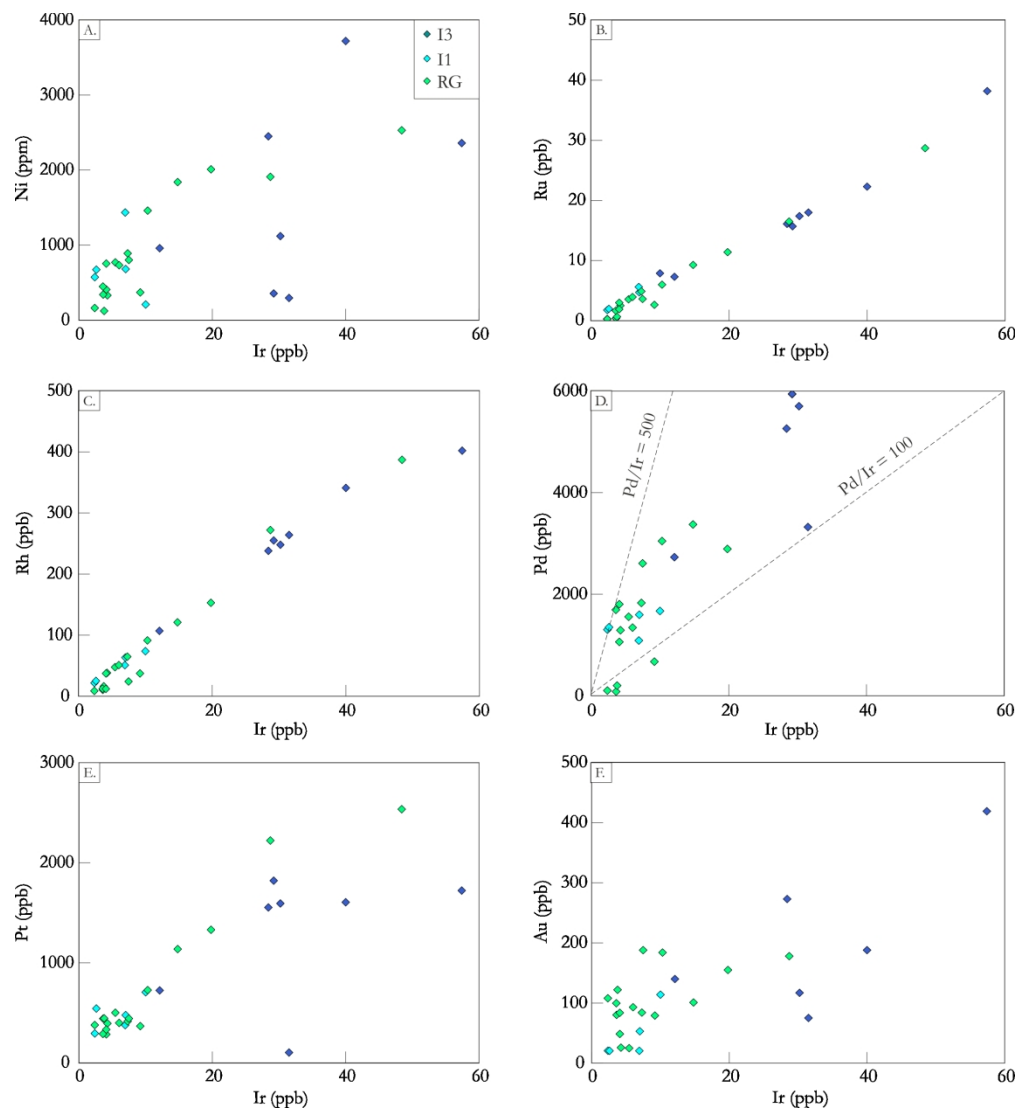 A.
I3
I1
RG
4000
3000
2000
1000
0
Ni (ppm)
0
20
40
60
Ir (ppb)
B.
50
40
30
20
10
0
Ru (ppb)
0
20
40
60
Ir (ppb)
C.
500
400
300
200
100
0
Rh (ppb)
0
20
40
60
Ir (ppb)
D.
6000
4000
2000
0
Pd (ppb)
Pd/Ir = 500
Pd/Ir = 100
0
20
40
60
Ir (ppb)
E.
3000
2000
1000
0
Pt (ppb)
0
20
40
60
Ir (ppb)
F.
500
400
300
200
100
0
Au (ppb)
0
20
40
60
Ir (ppb)